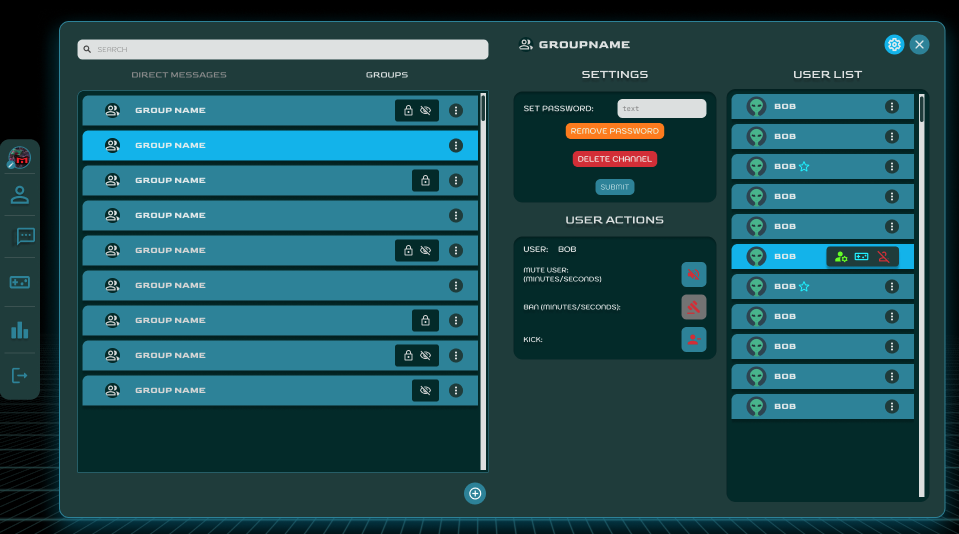 SEARCH
DIRECT MESSAGES
GROUPS
GROUP NAME
GROUP NAME
GROUP NAME
GROUP NAME
GROUP NAME
GROUP NAME
GROUP NAME
GROUP NAME
GROUP NAME
GROUPNAME
SETTINGS
SET PASSWORD:
text
REMOVE PASSWORD
DELETE CHANNEL
SUBMIT
USER ACTIONS
USER: BOB
MUTE USER:
(MINUTES/SECONDS)
BAN (MINUTES/SECONDS):
KICK:
USER LIST
BOB
BOB
BOB
BOB
BOB
BOB
BOB
BOB
BOB
BOB
BOB